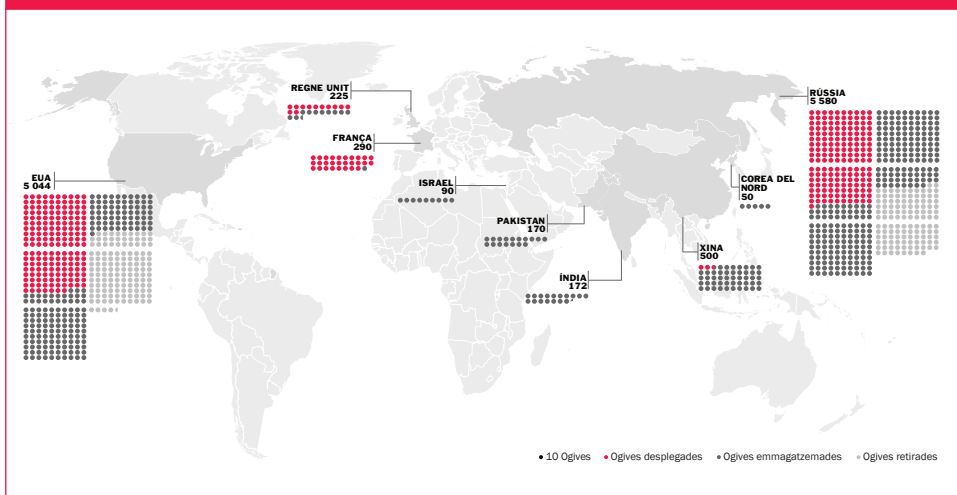 REGNE UNIT
225
FRANÇA
290
EUA
5 044
ISRAEL
90
PAKISTAN
170
ÍNDIA
172
RÚSSIA
5 580
COREA DEL
NORD
50
XINA
500
10 Ogives
Ogives desplegades
Ogives emmagatzemades
Ogives retirades